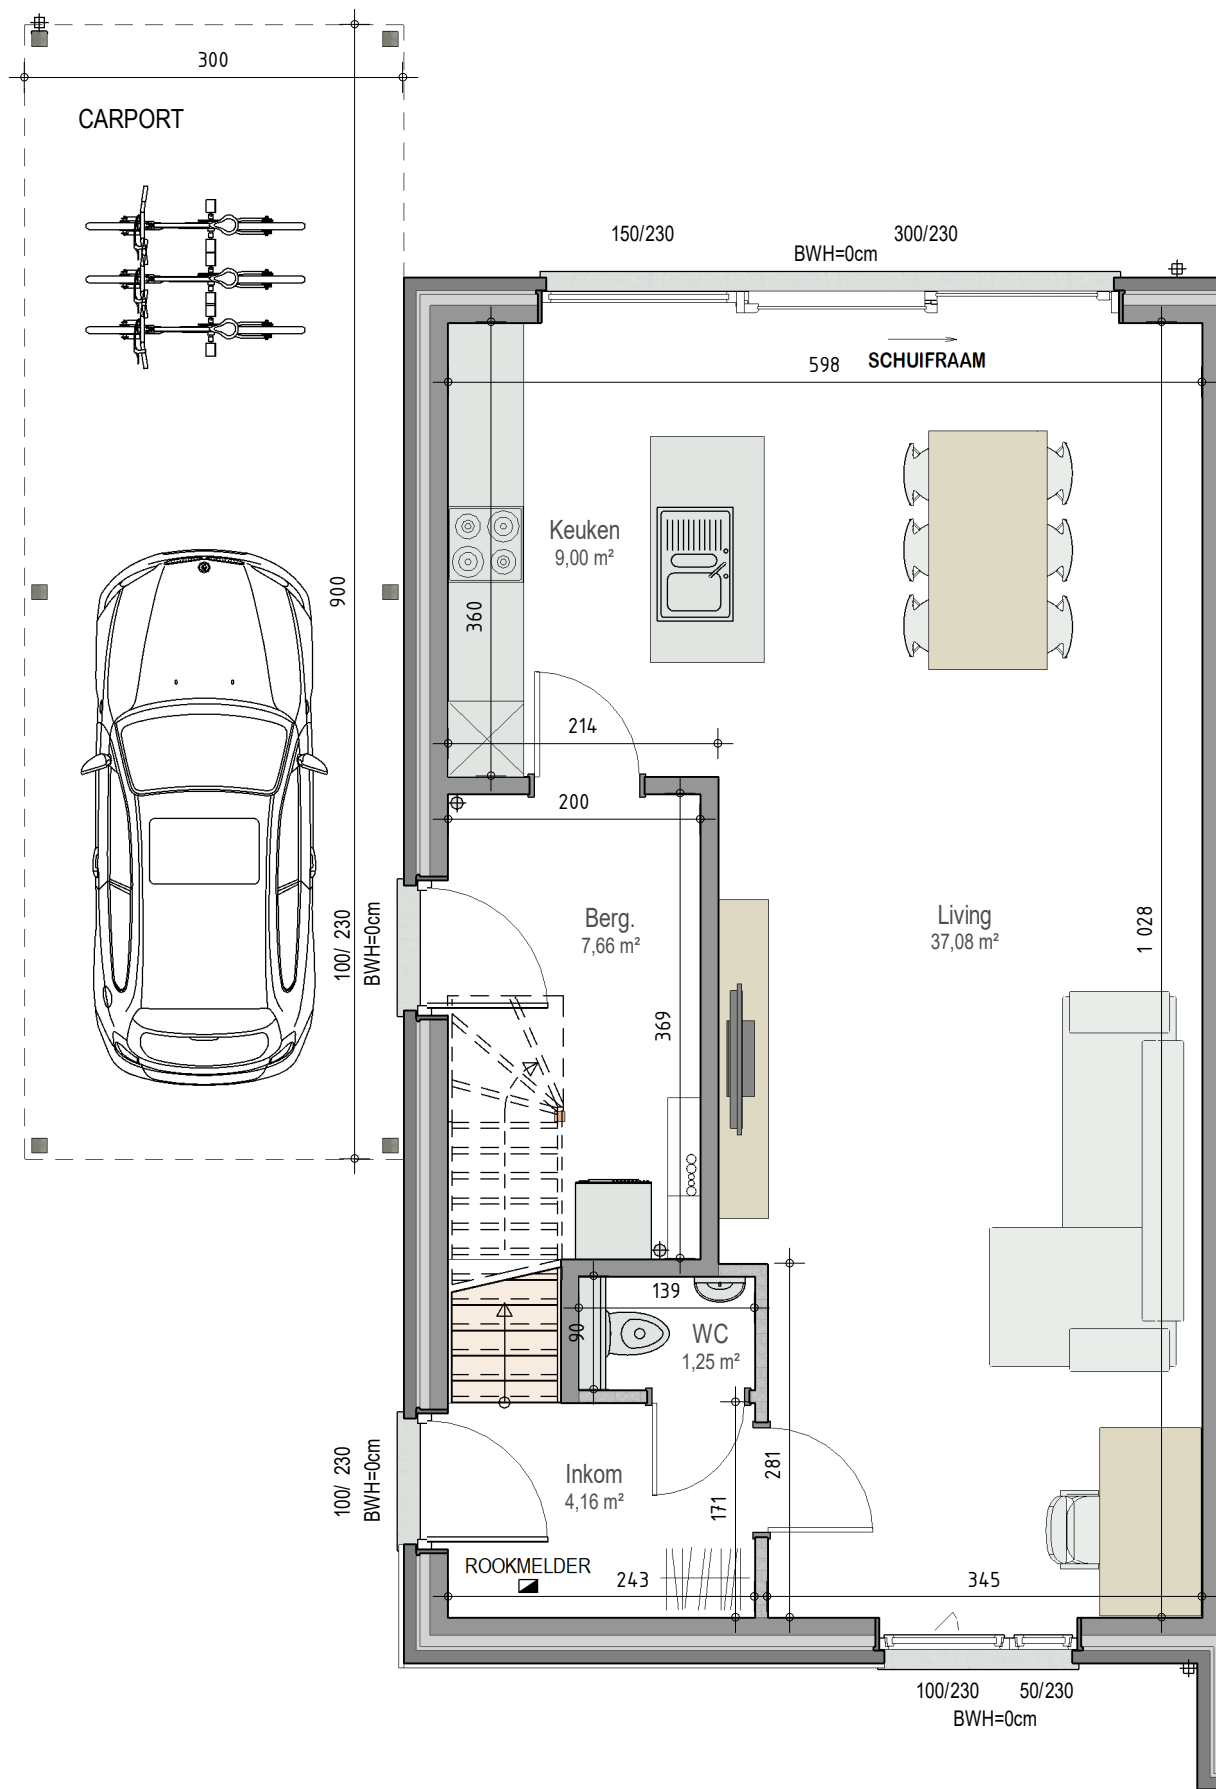 300
CARPORT
150/230
300/230
BWH=0cm
598
SCHUIFRAAM
Keuken
9,00 m²
900
360
214
200
100/ 230
BWH=0cm
Berg.
7,66 m²
Living
37,08 m²
1 028
369
139
90
WC
1,25 m²
100/ 230
BWH=0cm
Inkom
4,16 m²
281
171
ROOKMELDER
243
345
100/230
50/230
BWH=0cm